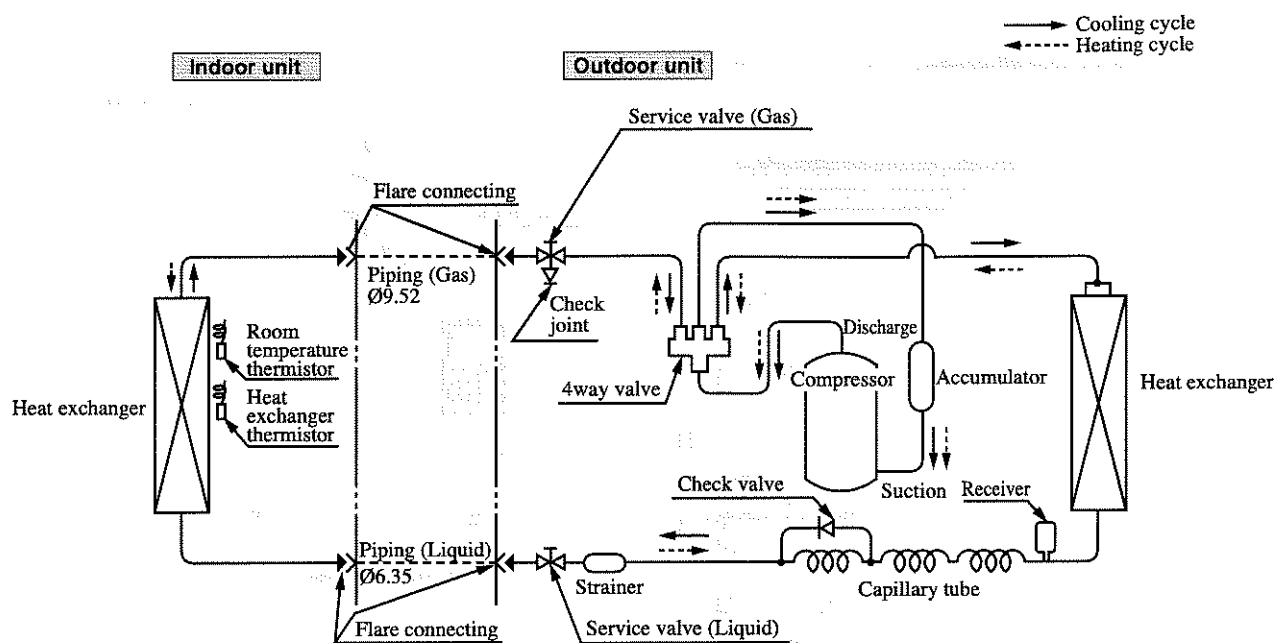 Cooling cycle
Heating cycle
Indoor unit
Outdoor unit
Service valve (Gas)
Flare connecting
Piping (Gas)
Ø9.52
Check
joint
Room
temperature
thermistor
Heat exchanger
Heat
exchanger
thermistor
4way valve
Discharge
Compressor
Accumulator
Heat exchanger
Check valve
Suction
Receiver
Piping (Liquid)
Ø6.35
Strainer
Capillary tube
Flare connecting
Service valve (Liquid)